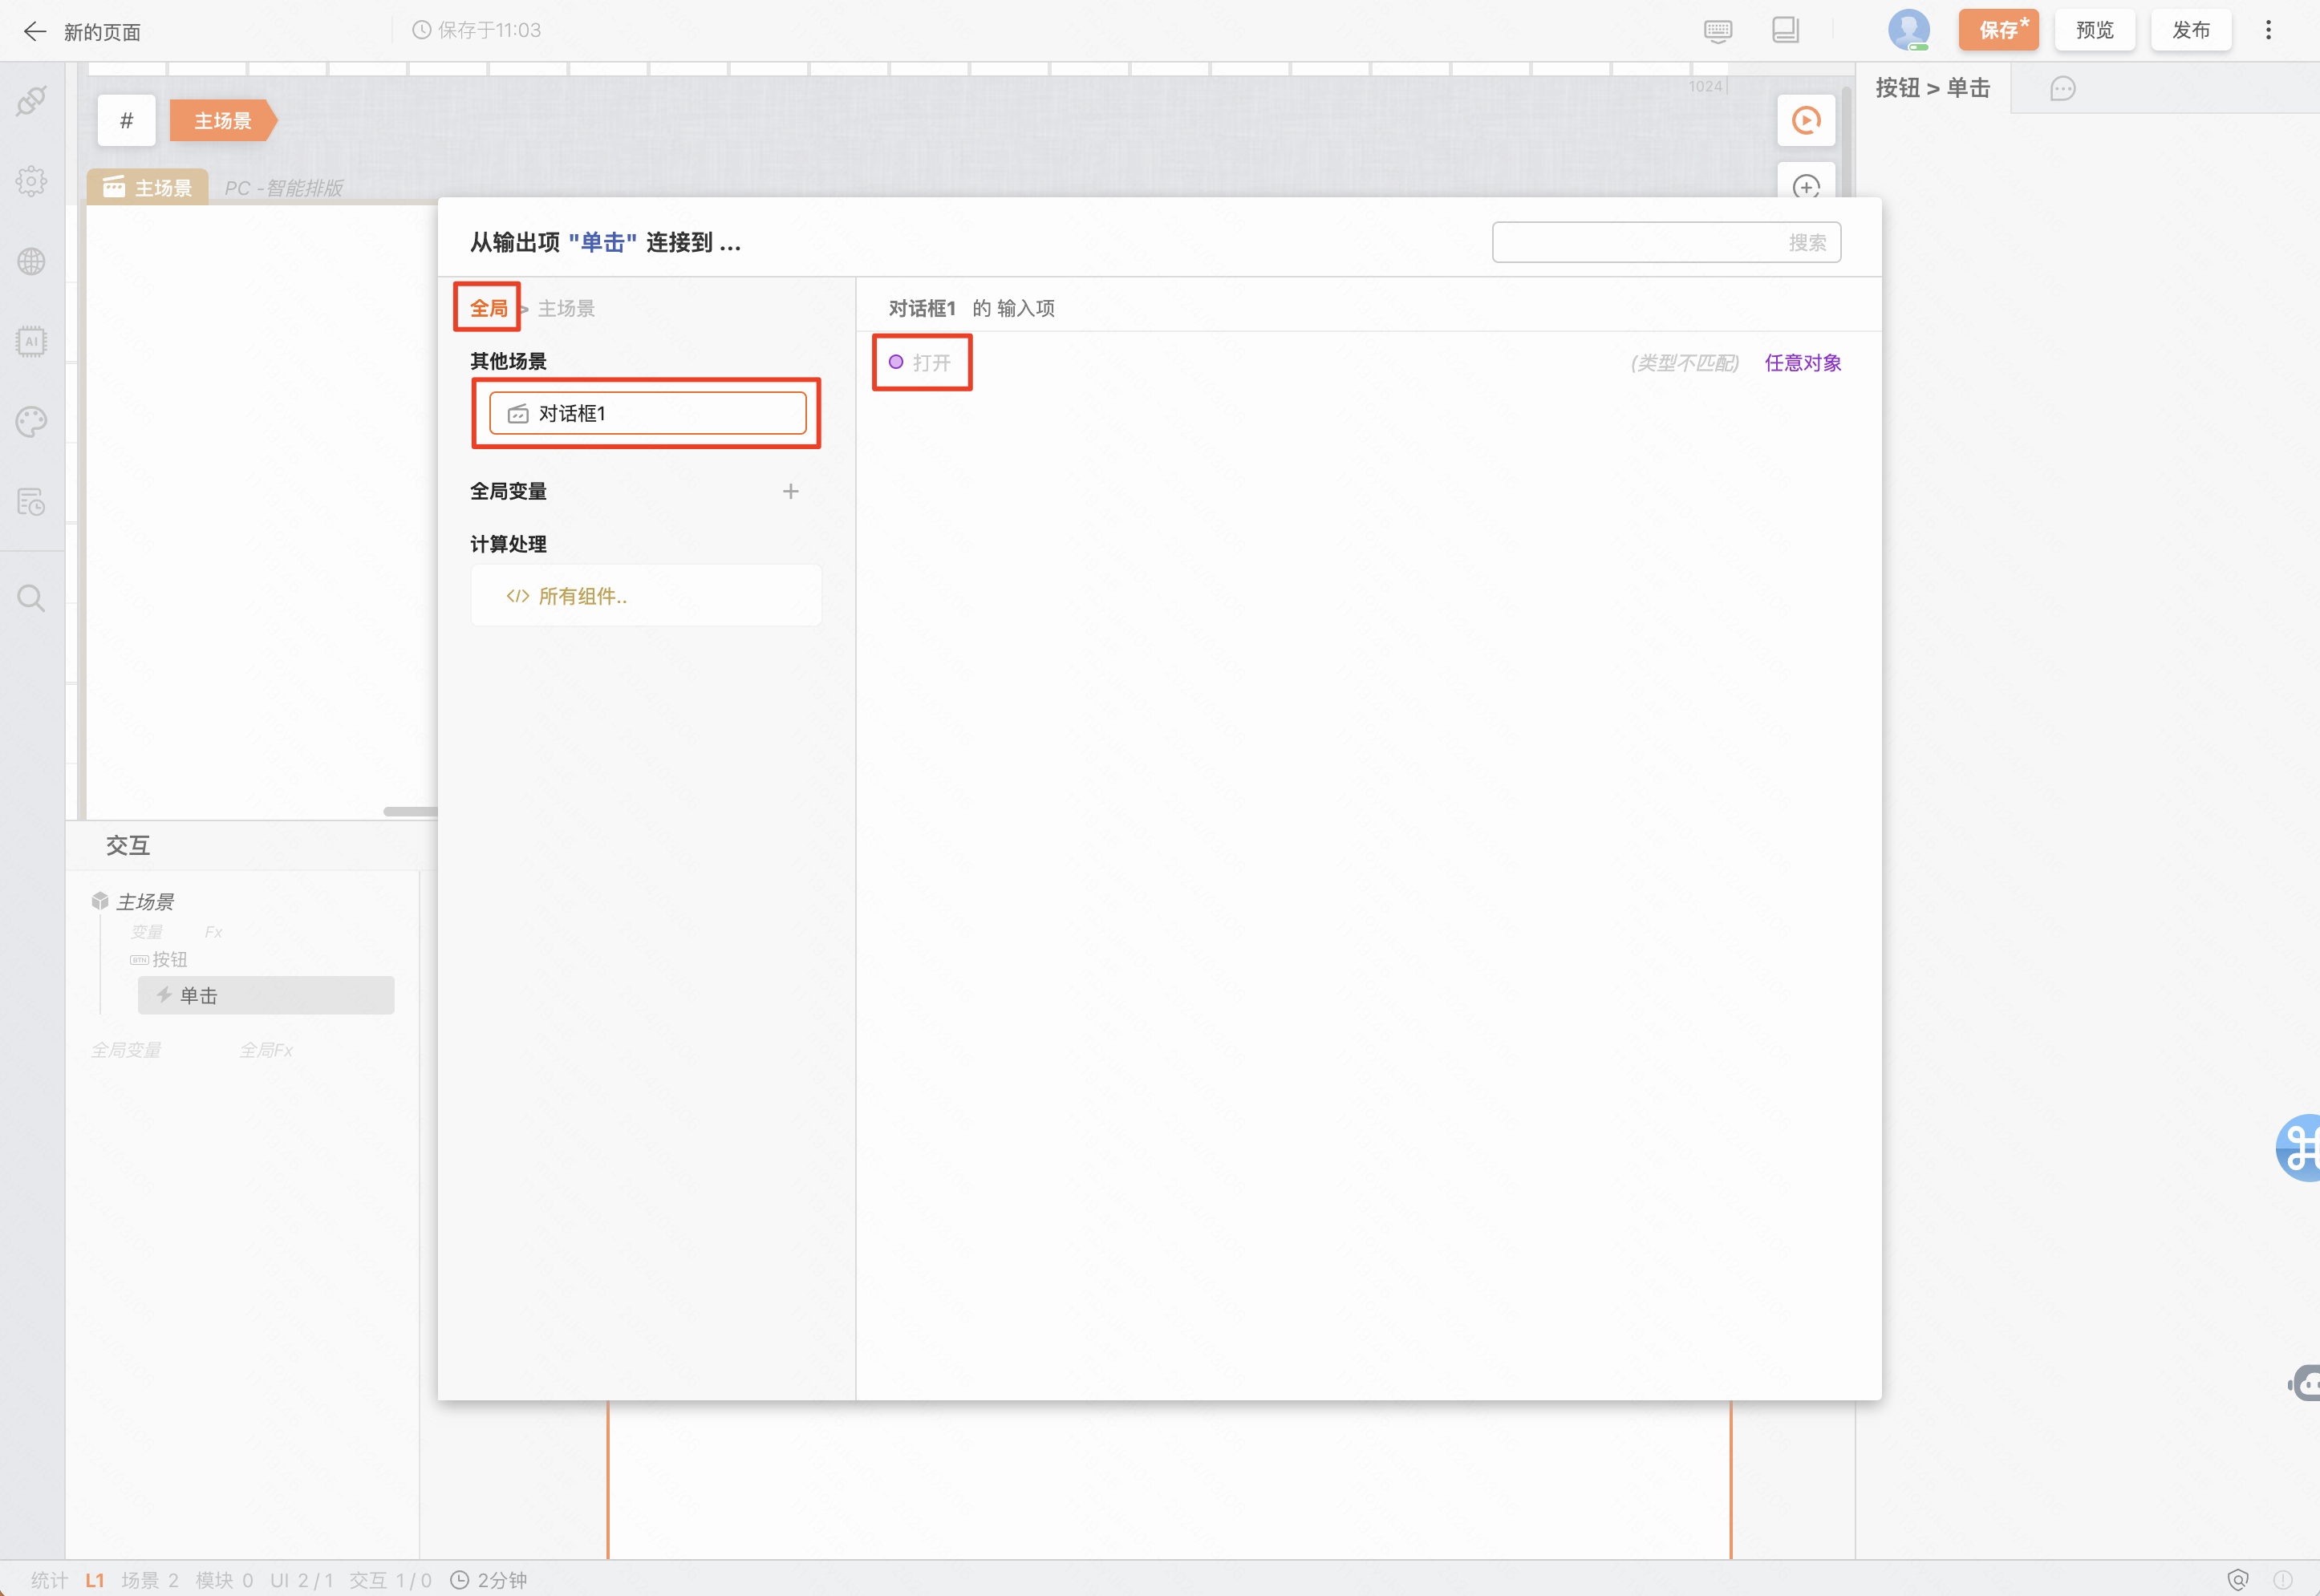 新的页面
保存于11:03
保存*
预览
发布
1024
#
主场景
主场景
PC -智能排版
按钮 > 单击
AI
从输出项 "单击" 连接到 ...
搜索
全局 > 主场景
其他场景
对话框1
全局变量
计算处理
</> 所有组件..
对话框1 的 输入项
打开
(类型不匹配)
任意对象
交互
主场景
变量 Fx
BTN 按钮
单击
全局变量 全局Fx
统计 L1 场景 2 模块 0 UI 2 / 1 交互 1 / 0 2分钟